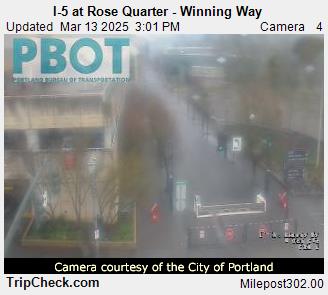 I-5 at Rose Quarter - Winning Way
Updated Mar 13 2025 3:01 PM Camera 4
PBOT
PORTLAND BUREAU OF TRANSPORTATION
Camera courtesy of the City of Portland
TripCheck.com Milepost302.00